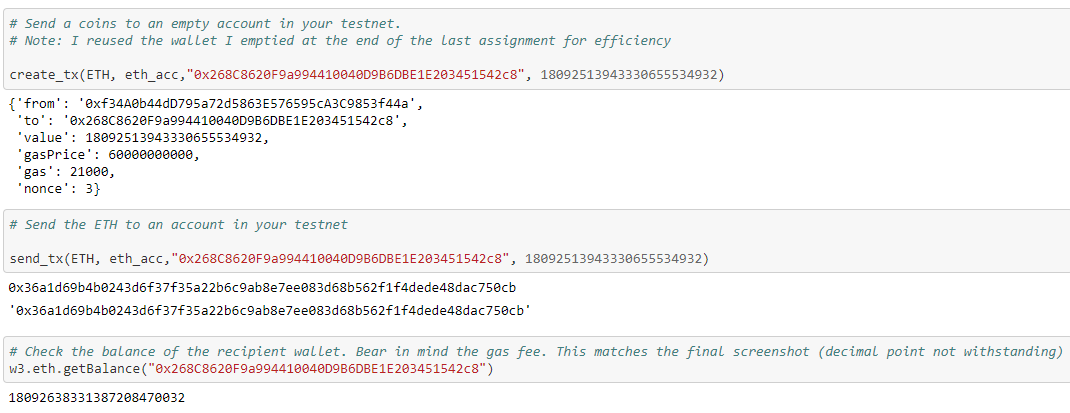 # Send a coins to an empty account in your testnet.
# Note: I reused the wallet I emptied at the end of the last assignment for efficiency
create_tx(ETH, eth_acc,"0x268C8620F9a994410040D9B6DBE1E203451542c8", 18092513943330655534932)
{'from': '0xf34A0b44dD795a72d5863E576595cA3C9853f44a',
'to': '0x268C8620F9a994410040D9B6DBE1E203451542c8',
'value': 18092513943330655534932,
'gasPrice': 60000000000,
'gas': 21000,
'nonce': 3}
# Send the ETH to an account in your testnet
send_tx(ETH, eth_acc,"0x268C8620F9a994410040D9B6DBE1E203451542c8", 18092513943330655534932)
0x36a1d69b4b0243d6f37f35a22b6c9ab8e7ee083d68b562f1f4dede48dac750cb
'0x36a1d69b4b0243d6f37f35a22b6c9ab8e7ee083d68b562f1f4dede48dac750cb'
# Check the balance of the recipient wallet. Bear in mind the gas fee. This matches the final screenshot (decimal point not withstanding)
w3.eth.getBalance("0x268C8620F9a994410040D9B6DBE1E203451542c8")
18092638331387208470032